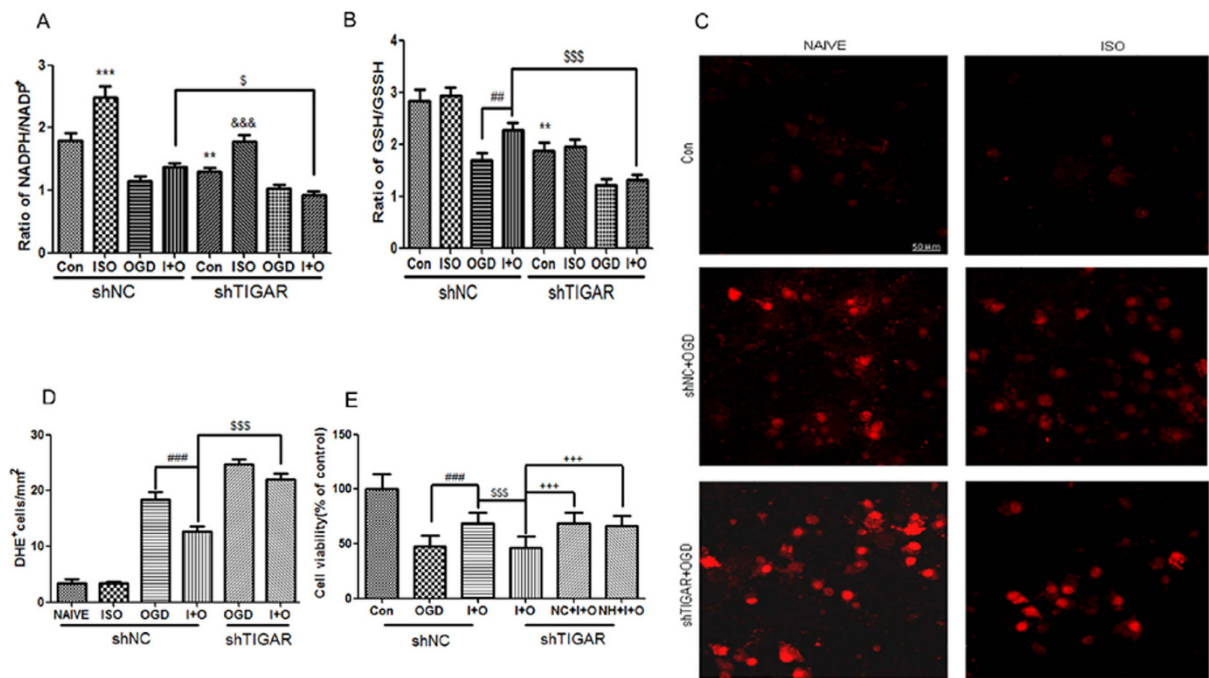 A
Ratio of NADPH/NADP+
3
2
1
0
***
**
&&&
$
Con ISO OGD I+O Con ISO OGD I+O
shNC shTIGAR
B
Ratio of GSH/GSSH
4
3
2
1
0
##
**
$$$
Con ISO OGD I+O Con ISO OGD I+O
shNC shTIGAR
C
NAIVE ISO
Con
50 μm
shNC+OGD
shTIGAR+OGD
D
DHE+cells/mm2
30
20
10
0
###
$$$
NAIVE ISO OGD I+O OGD I+O
shNC shTIGAR
E
Cell viability(% of control)
150
100
50
0
###
$$$
+++
+++
Con OGD I+O I+O NC+I+O NH+I+O
shNC shTIGAR